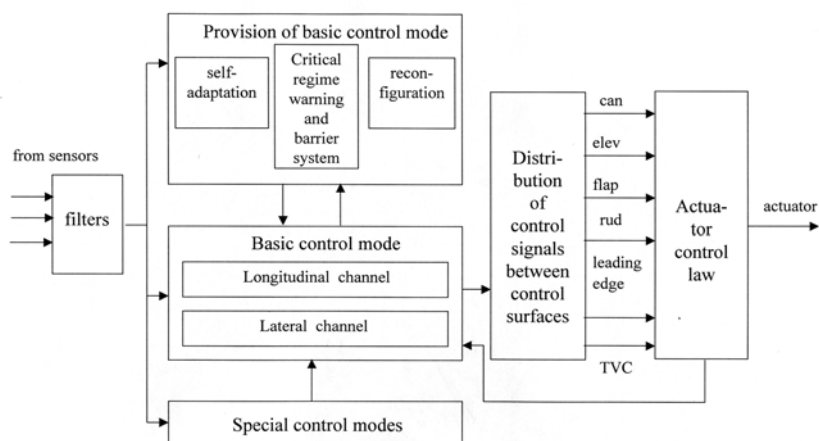 Provision of basic control mode
self-
adaptation
Critical
regime
warning
and
barrier
system
recon-
figuration
from sensors
filters
Basic control mode
Longitudinal channel
Lateral channel
Special control modes
Distri-
bution
of
control
signals
between
control
surfaces
can
elev
flap
rud
leading
edge
TVC
Actua-
tor
control
law
actuator